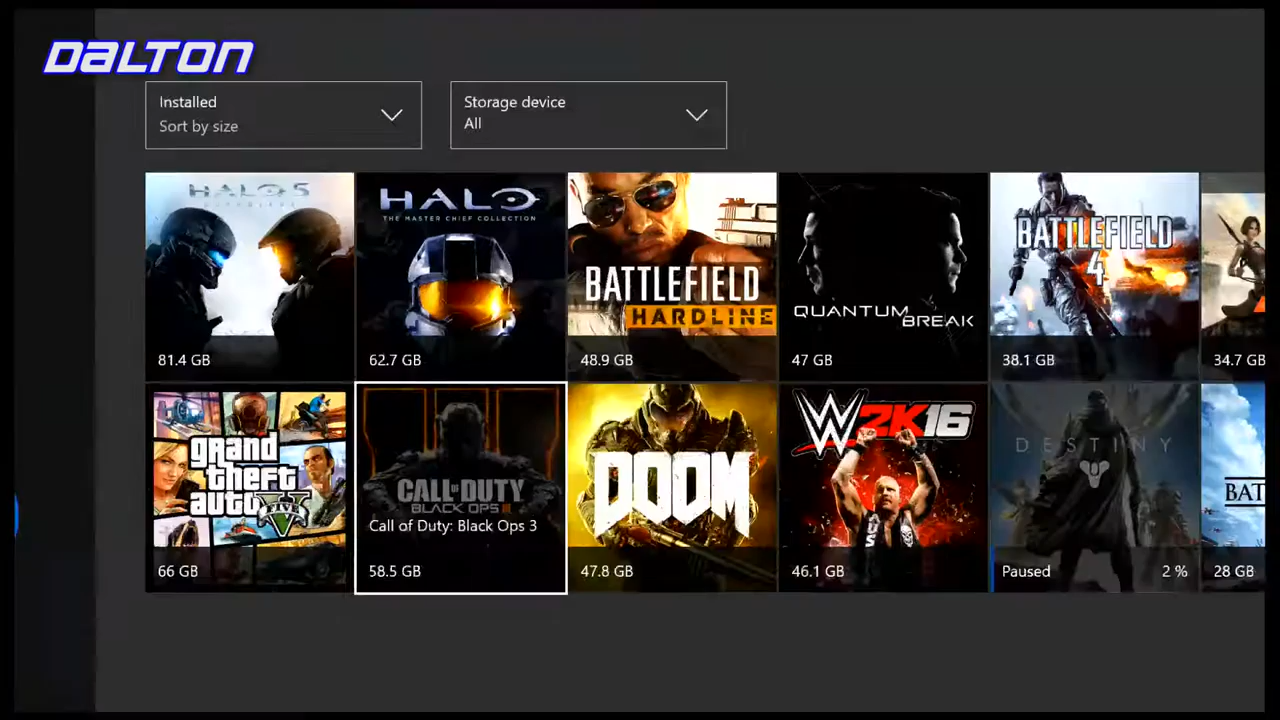 DALTON
Installed
Sort by size
Storage device
All
HALO 5
81.4 GB
HALO
THE MASTER CHIEF COLLECTION
62.7 GB
BATTLEFIELD
HARDLINE
48.9 GB
QUANTUM BREAK
47 GB
BATTLEFIELD
4
38.1 GB
34.7 GB
grand
theft
auto
V
FIVE
66 GB
CALL OF DUTY
BLACK OPS III
Call of Duty: Black Ops 3
58.5 GB
DOOM
47.8 GB
W 2K16
46.1 GB
DESTINY
Paused
2 %
BAT
28 GB